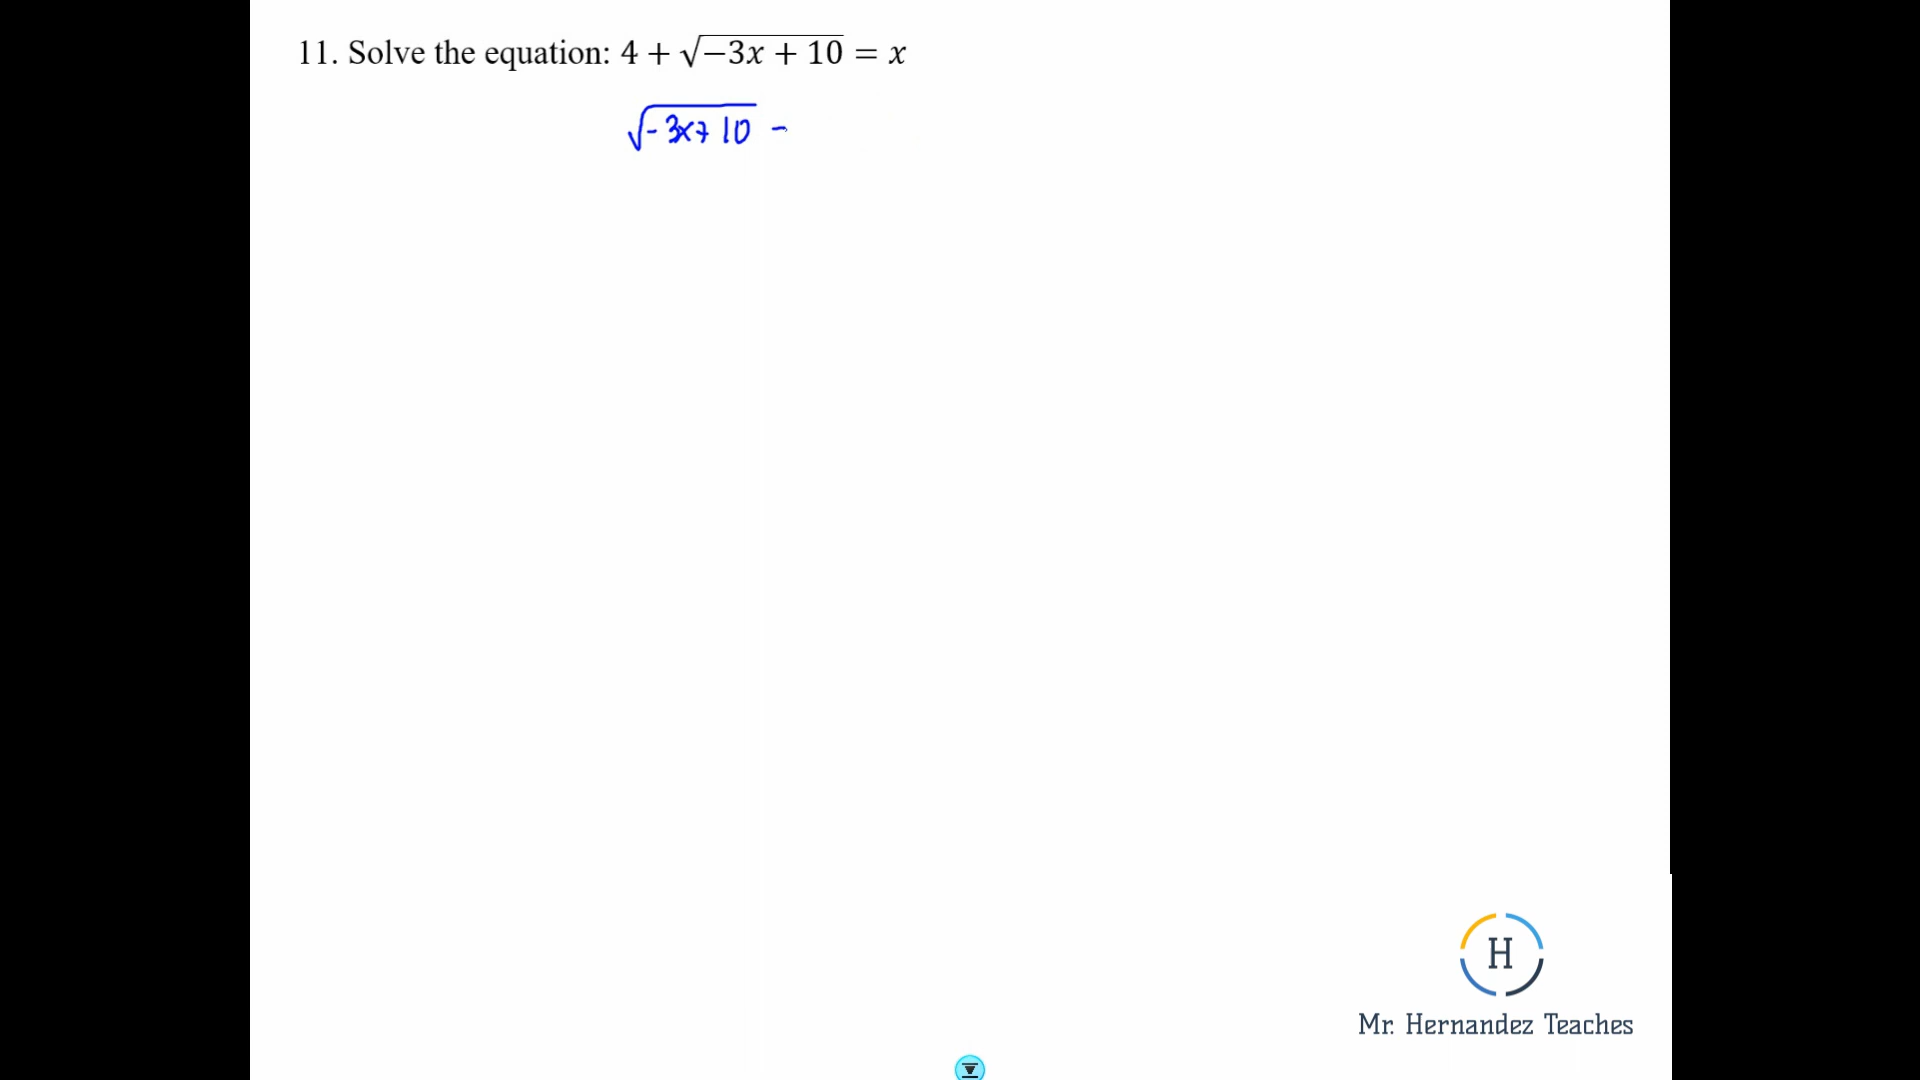 11. Solve the equation: 4 + √−3x + 10 = x
√-3x+10 -
H
Mr. Hernandez Teaches